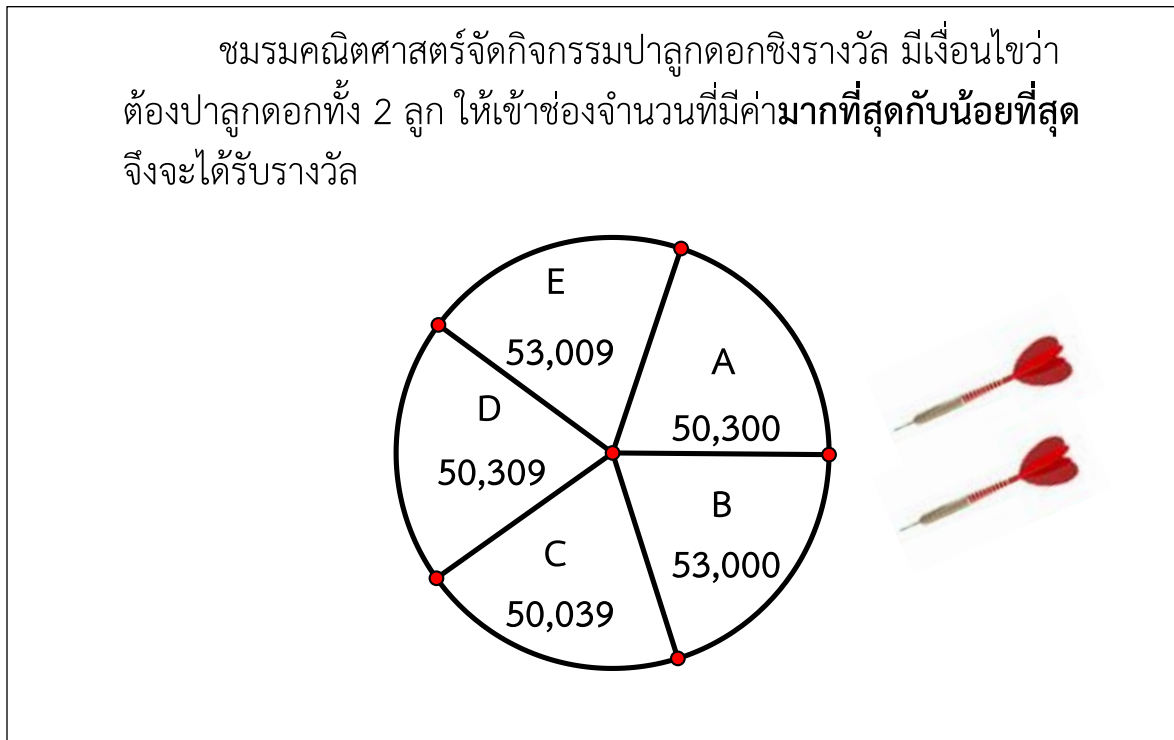 ชมรมคณิตศาสตร์จัดกิจกรรมปาลูกดอกชิงรางวัล มีเงื่อนไขว่า
ต้องปาลูกดอกทั้ง 2 ลูก ให้เข้าช่องจำนวนที่มีค่ามากที่สุดกับน้อยที่สุด
จึงจะได้รับรางวัล
E
53,009
A
50,300
D
50,309
B
53,000
C
50,039